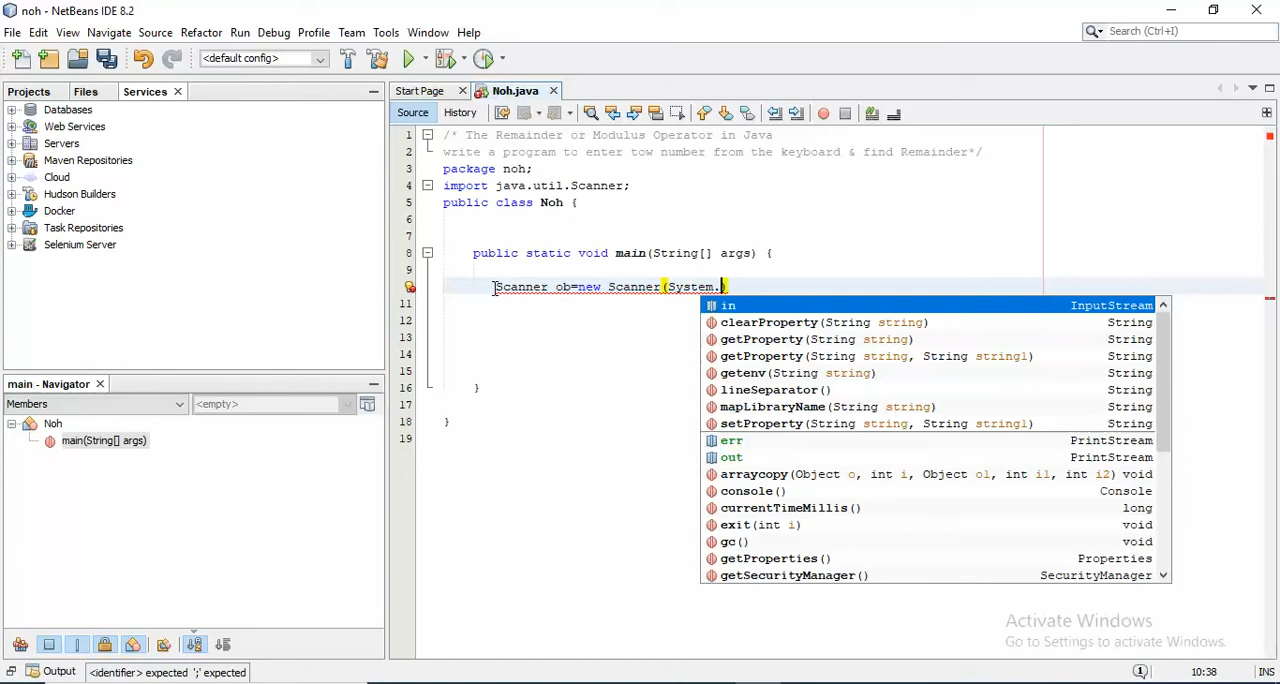 noh - NetBeans IDE 8.2
File Edit View Navigate Source Refactor Run Debug Profile Team Tools Window Help
Search (Ctrl+I)
<default config>
Projects Files Services
Databases
Web Services
Servers
Maven Repositories
Cloud
Hudson Builders
Docker
Task Repositories
Selenium Server
main - Navigator
Members <empty>
Noh
main(String[] args)
Start Page Noh.java
Source History
1 /* The Remainder or Modulus Operator in Java
2 write a program to enter tow number from the keyboard & find Remainder*/
3 package noh;
4 import java.util.Scanner;
5 public class Noh {
6
7
8 public static void main(String[] args) {
9
Scanner ob=new Scanner(System.)
11
12
13
14
15
16 }
17
18 }
19
in InputStream
clearProperty(String string) String
getProperty(String string) String
getProperty(String string, String string1) String
getenv(String string) String
lineSeparator() String
mapLibraryName(String string) String
setProperty(String string, String string1) String
err PrintStream
out PrintStream
arraycopy(Object o, int i, Object o1, int i1, int i2) void
console() Console
currentTimeMillis() long
exit(int i) void
gc() void
getProperties() Properties
getSecurityManager() SecurityManager
Activate Windows
Go to Settings to activate Windows.
Output <identifier> expected ';' expected 1 10:38 INS